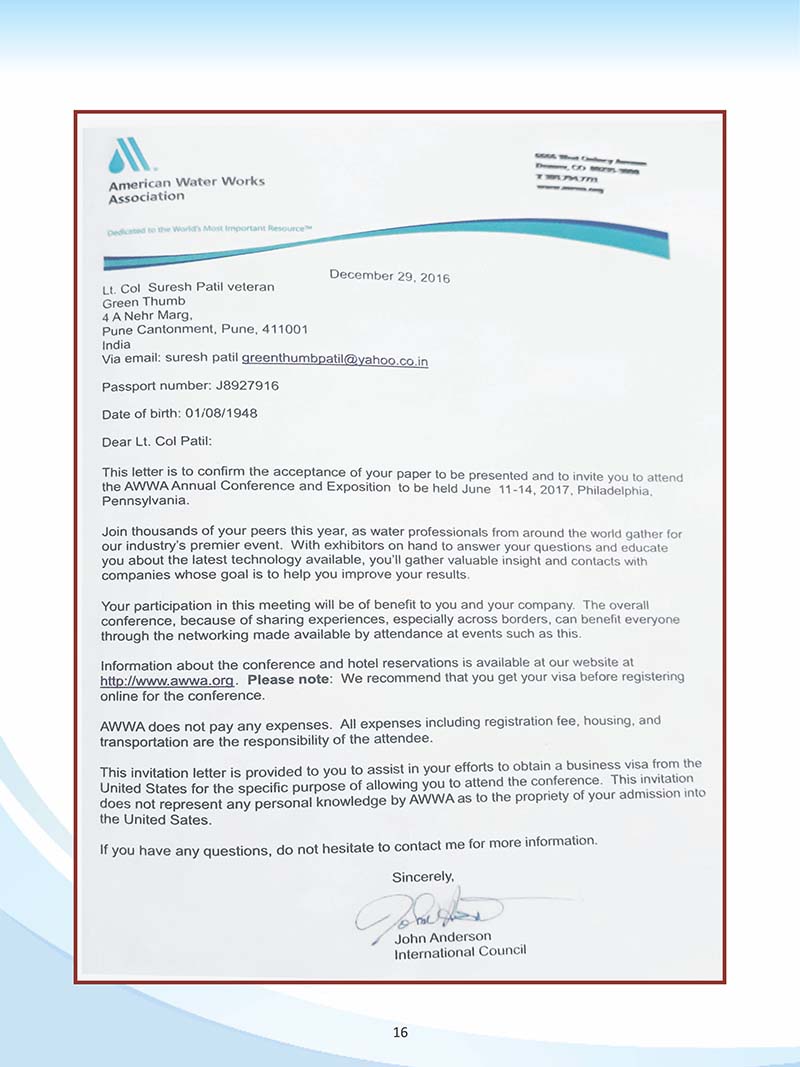 American Water Works
Association
Dedicated to the World's Most Important Resource™
December 29, 2016
Lt. Col Suresh Patil veteran
Green Thumb
4 A Nehr Marg,
Pune Cantonment, Pune, 411001
India
Via email: suresh patil greenthumbpatil@yahoo.co.in
Passport number: J8927916
Date of birth: 01/08/1948
Dear Lt. Col Patil:
This letter is to confirm the acceptance of your paper to be presented and to invite you to attend
the AWWA Annual Conference and Exposition to be held June 11-14, 2017, Philadelphia,
Pennsylvania.
Join thousands of your peers this year, as water professionals from around the world gather for
our industry's premier event. With exhibitors on hand to answer your questions and educate
you about the latest technology available, you'll gather valuable insight and contacts with
companies whose goal is to help you improve your results.
Your participation in this meeting will be of benefit to you and your company. The overall
conference, because of sharing experiences, especially across borders, can benefit everyone
through the networking made available by attendance at events such as this.
Information about the conference and hotel reservations is available at our website at
http://www.awwa.org. Please note: We recommend that you get your visa before registering
online for the conference.
AWWA does not pay any expenses. All expenses including registration fee, housing, and
transportation are the responsibility of the attendee.
This invitation letter is provided to you to assist in your efforts to obtain a business visa from the
United States for the specific purpose of allowing you to attend the conference. This invitation
does not represent any personal knowledge by AWWA as to the propriety of your admission into
the United Sates.
If you have any questions, do not hesitate to contact me for more information.
Sincerely,
John Anderson
International Council
16